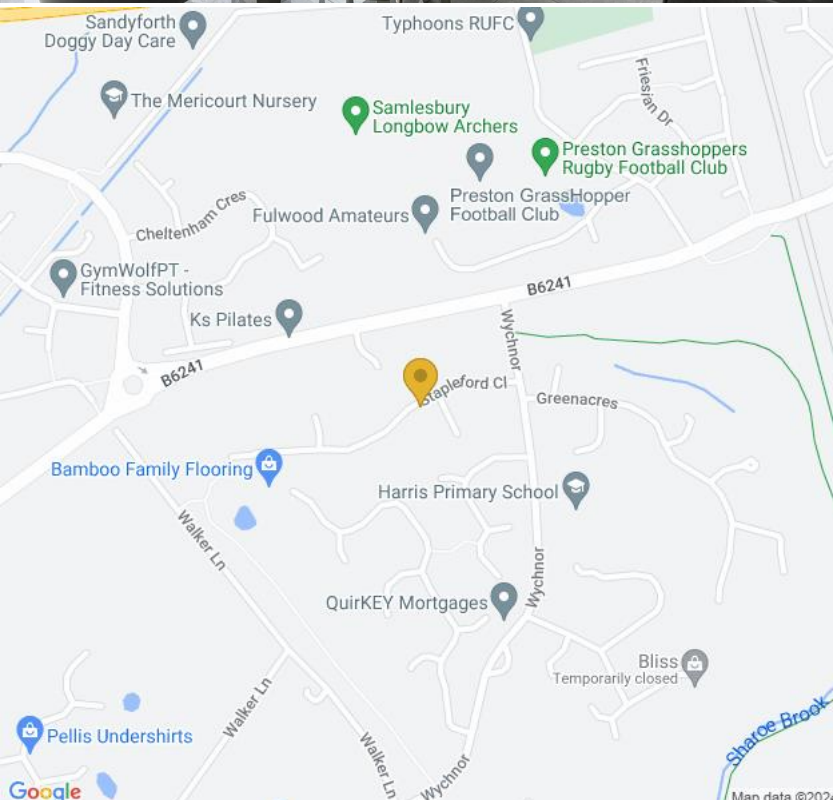 Sandyforth
Doggy Day Care
Typhoons RUFC
The Mericourt Nursery
Samlesbury
Longbow Archers
Friesian Dr
Preston Grasshoppers
Rugby Football Club
Preston GrassHopper
Football Club
Cheltenham Cres
Fulwood Amateurs
GymWolfPT -
Fitness Solutions
Ks Pilates
B6241
Wychnor
B6241
Stapleford Cl
Greenacres
Bamboo Family Flooring
Harris Primary School
Walker Ln
Wychnor
QuirKEY Mortgages
Bliss
Temporarily closed
Walker Ln
Pellis Undershirts
Walker Ln
Wychnor
Sharoe Brook
Google
Map data ©2024